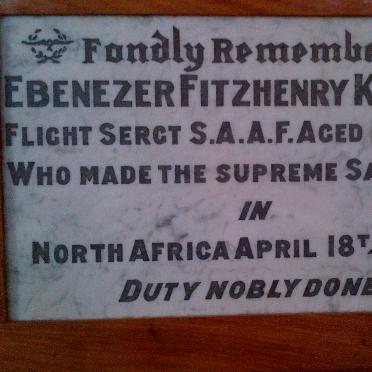 Fondly Remembe
EBENEZER FITZHENRY K
FLIGHT SERGT S.A.A.F. AGED
WHO MADE THE SUPREME SA
IN
NORTH AFRICA APRIL 18T
DUTY NOBLY DONE